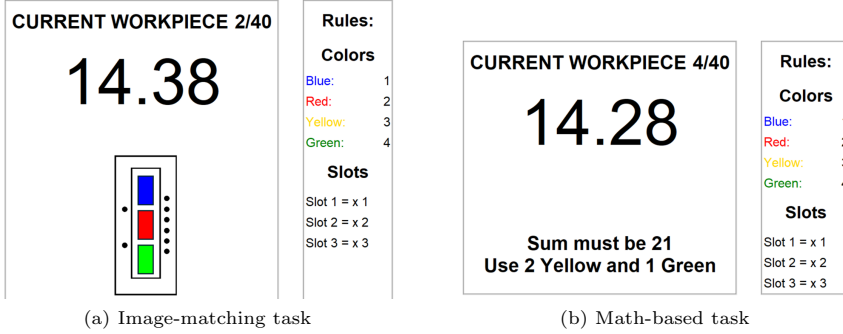 CURRENT WORKPIECE 2/40
14.38
Rules:
Colors
Blue: 1
Red: 2
Yellow: 3
Green: 4
Slots
Slot 1 = x 1
Slot 2 = x 2
Slot 3 = x 3
(a) Image-matching task
CURRENT WORKPIECE 4/40
14.28
Sum must be 21
Use 2 Yellow and 1 Green
Rules:
Colors
Blue:
Red:
Yellow:
Green:
Slots
Slot 1 = x 1
Slot 2 = x 2
Slot 3 = x 3
(b) Math-based task